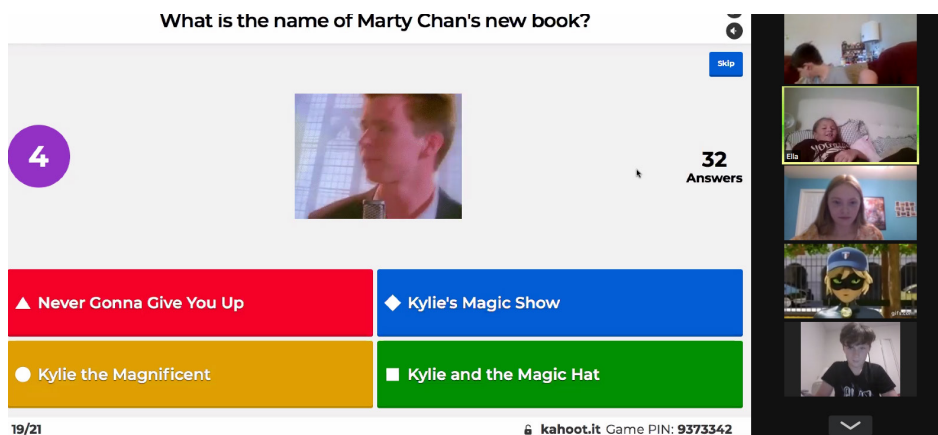 What is the name of Marty Chan's new book?
Skip
4
32
Answers
Never Gonna Give You Up
Kylie's Magic Show
Kylie the Magnificent
Kylie and the Magic Hat
19/21
kahoot.it Game PIN: 9373342
Ella